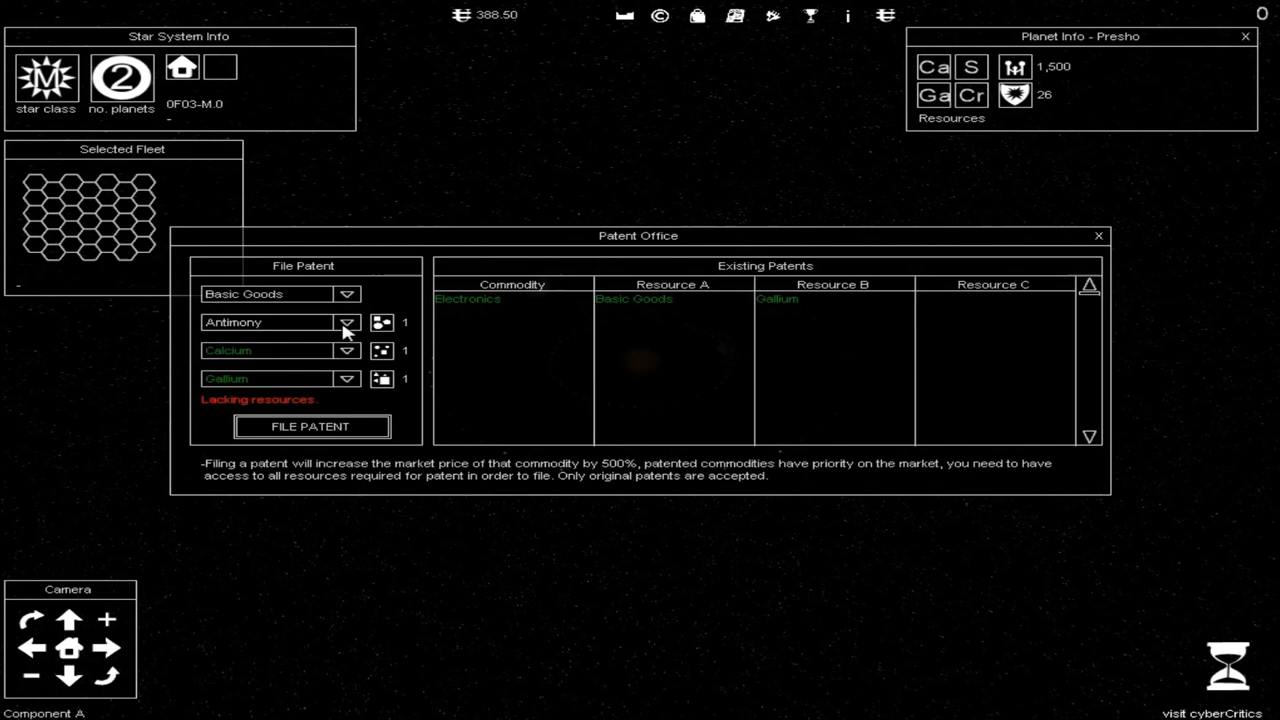 388.50
0
Star System Info
M
star class
2
no. planets
0F03-M.0
-
Planet Info - Presho
X
Ca
S
1,500
Ga
Cr
26
Resources
Selected Fleet
-
Patent Office
X
File Patent
Basic Goods
Antimony
1
Calcium
1
Gallium
1
Lacking resources.
FILE PATENT
Existing Patents
Commodity
Resource A
Resource B
Resource C
Electronics
Basic Goods
Gallium
-Filing a patent will increase the market price of that commodity by 500%, patented commodities have priority on the market, you need to have
access to all resources required for patent in order to file. Only original patents are accepted.
Camera
+
-
Component A
visit cyberCritics